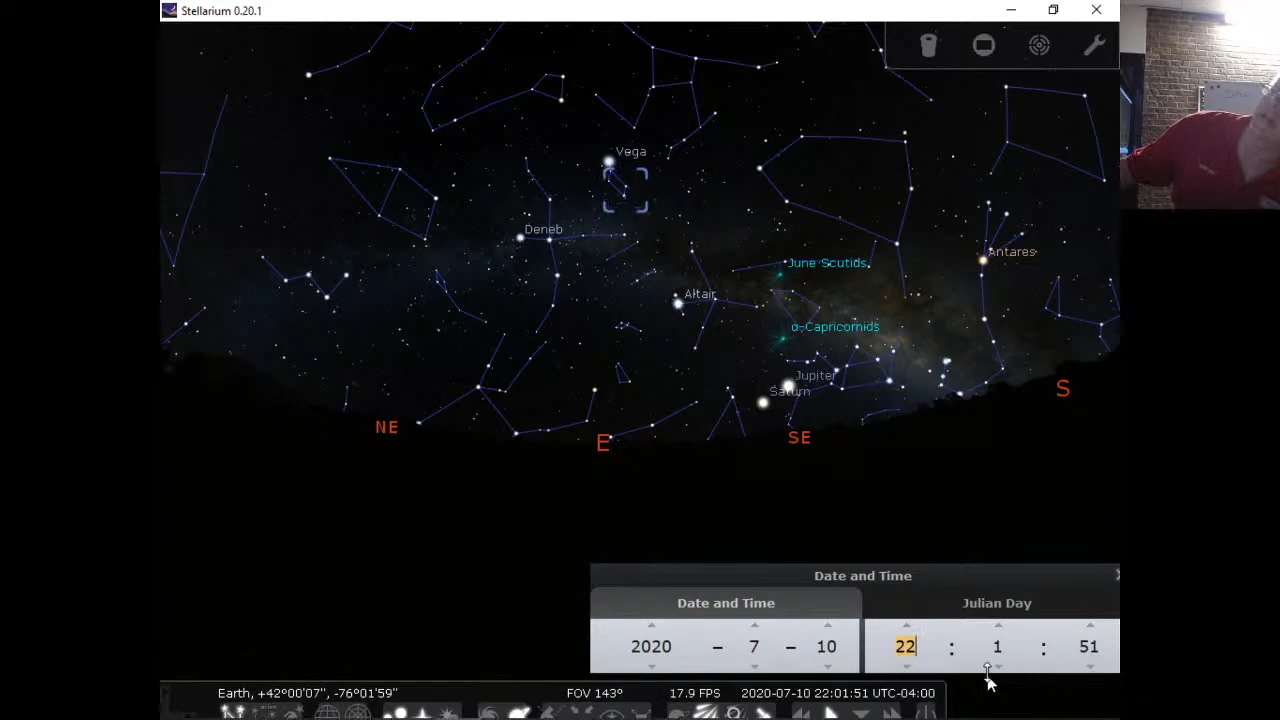 Stellarium 0.20.1
Vega
Deneb
Antares
June Scutids
Altair
α-Capricornids
Jupiter
Saturn
S
NE
E
SE
Date and Time
Date and Time
Julian Day
2020 - 7 - 10
22 : 1 : 51
Earth, +42°00'07", -76°01'59"
FOV 143°
17.9 FPS
2020-07-10 22:01:51 UTC-04:00